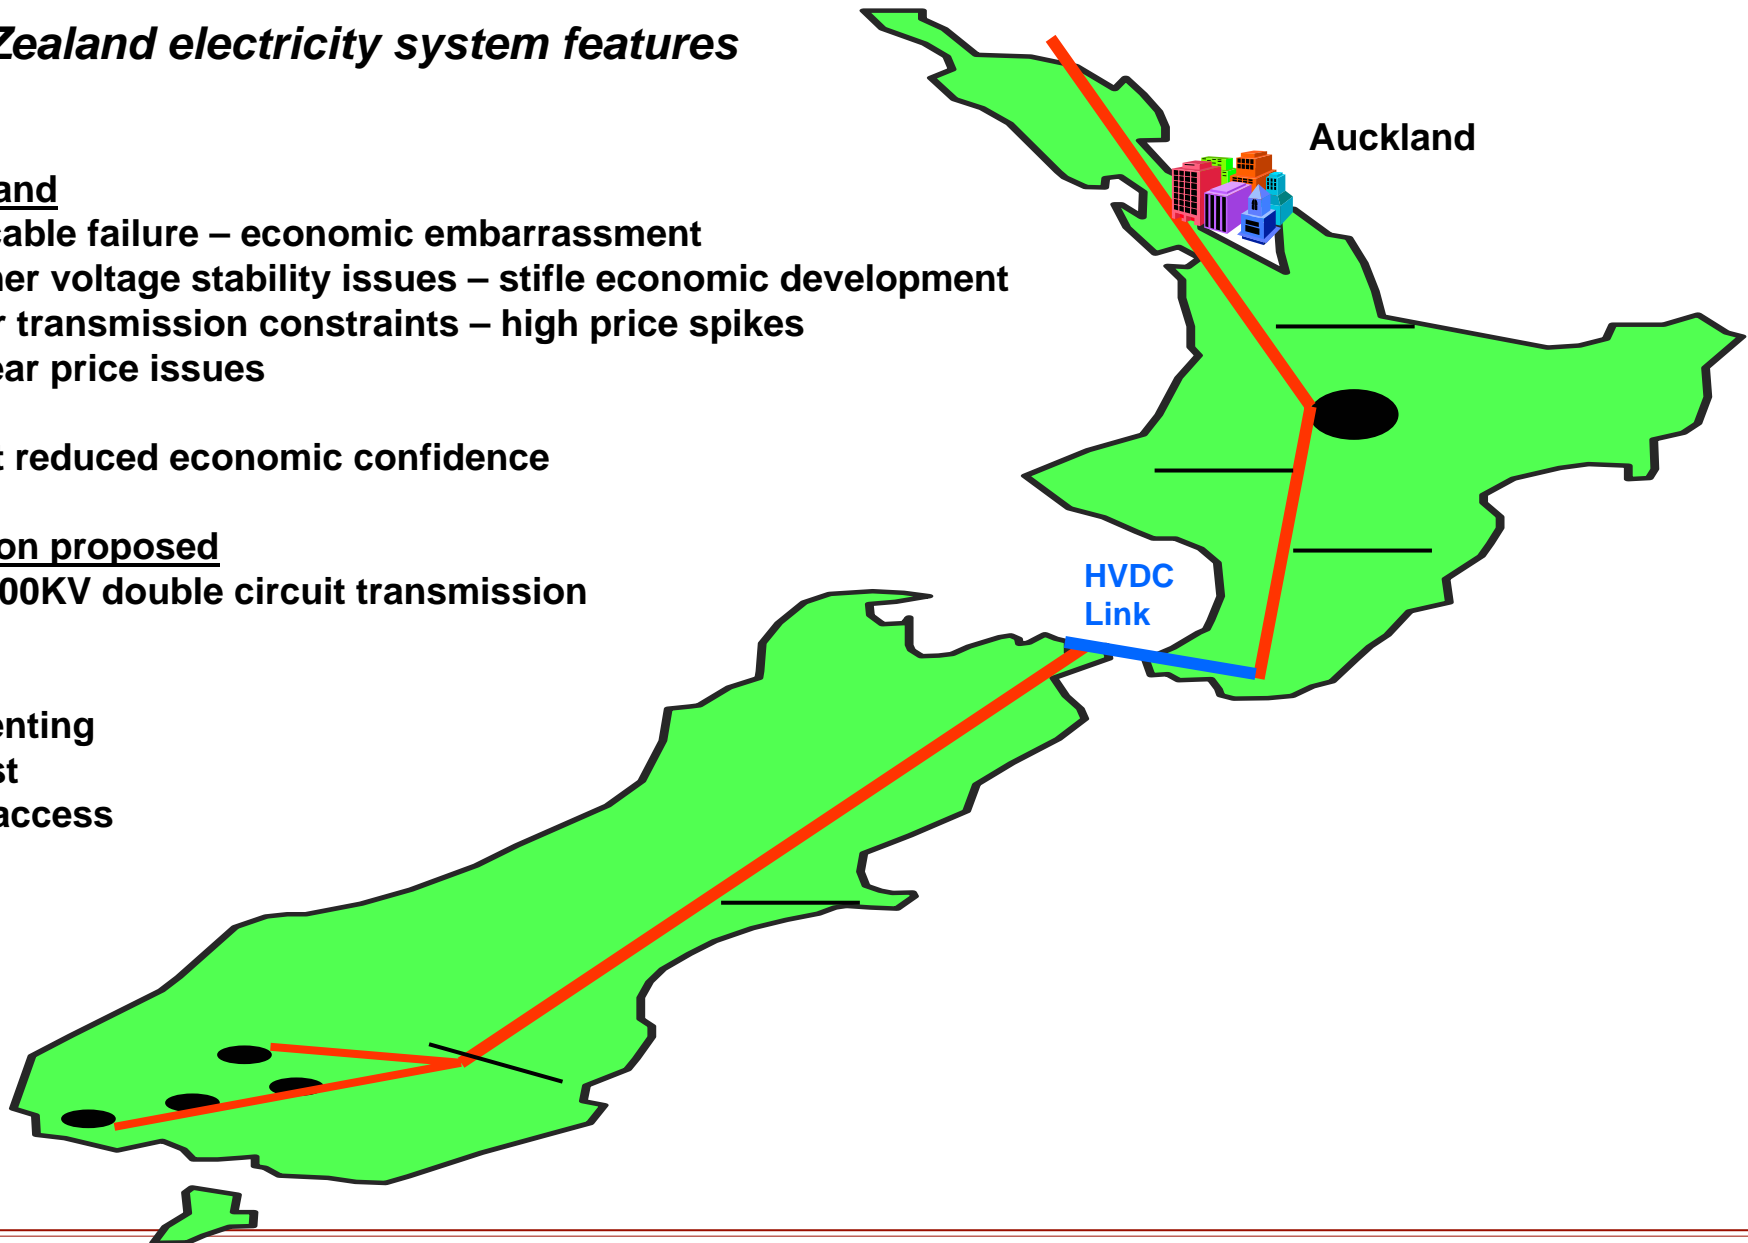 Zealand electricity system features
Auckland
and
cable failure – economic embarrassment
her voltage stability issues – stifle economic development
r transmission constraints – high price spikes
ear price issues
t reduced economic confidence
on proposed
00KV double circuit transmission
HVDC
Link
enting
st
access